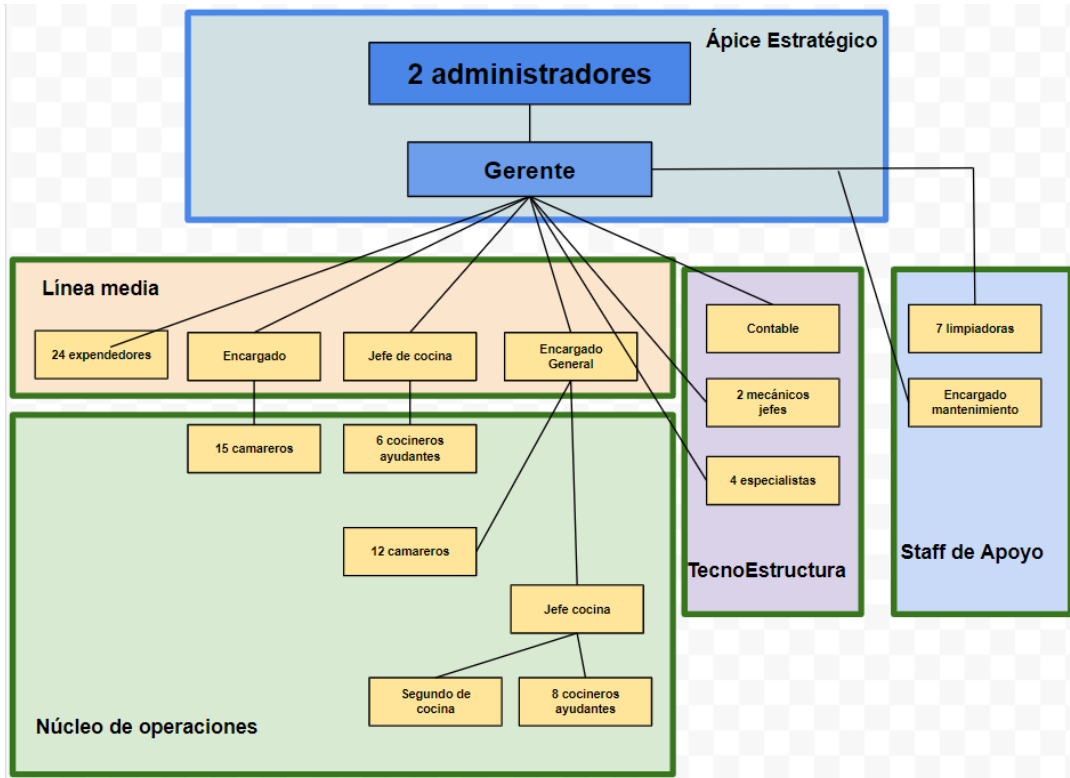 Ápice Estratégico
2 administradores
Gerente
Línea media
24 expendedores
Encargado
Jefe de cocina
Encargado
General
Contable
7 limpiadoras
2 mecánicos
jefes
Encargado
mantenimiento
15 camareros
6 cocineros
ayudantes
4 especialistas
12 camareros
Staff de Apoyo
TecnoEstructura
Jefe cocina
Segundo de
cocina
8 cocineros
ayudantes
Núcleo de operaciones